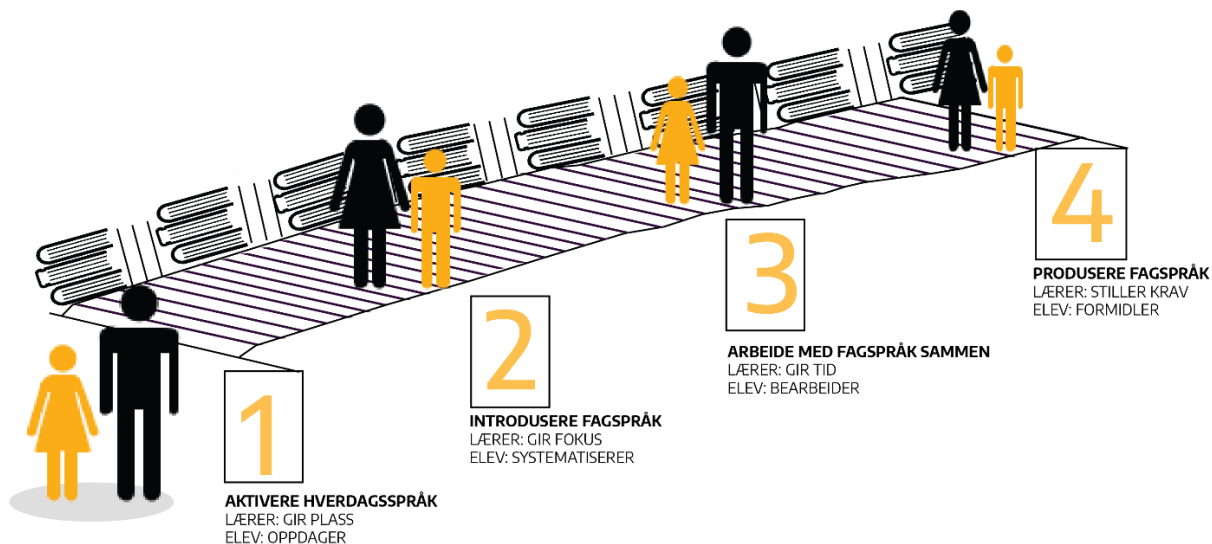 1
AKTIVERE HVERDAGSSPRÅK
LÆRER: GIR PLASS
ELEV: OPPDAGER
2
INTRODUSERE FAGSPRÅK
LÆRER: GIR FOKUS
ELEV: SYSTEMATISERER
3
ARBEIDE MED FAGSPRÅK SAMMEN
LÆRER: GIR TID
ELEV: BEARBEIDER
4
PRODUSERE FAGSPRÅK
LÆRER: STILLER KRAV
ELEV: FORMIDLER